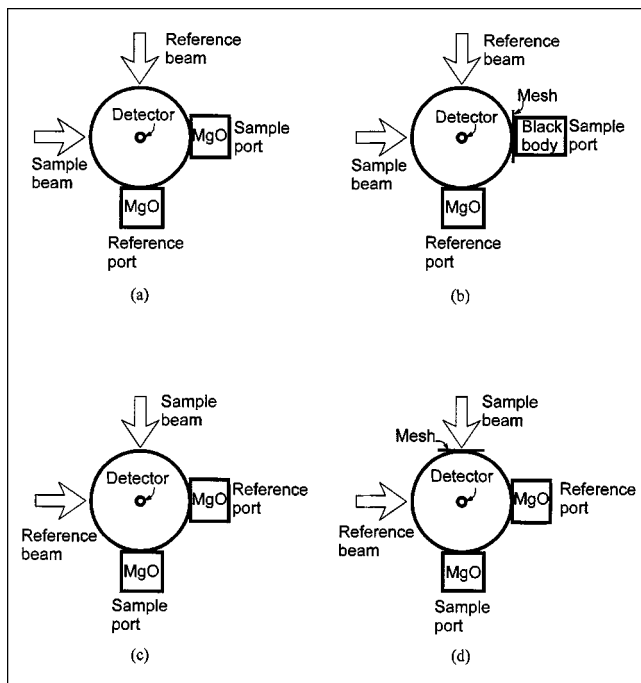 Reference
beam
Detector
MgO
Sample
port
Sample
beam
MgO
Reference
port
(a)
Reference
beam
Mesh
Detector
Black
body
Sample
port
Sample
beam
MgO
Reference
port
(b)
Sample
beam
Detector
MgO
Reference
port
Reference
beam
MgO
Sample
port
(c)
Sample
beam
Mesh
Detector
MgO
Reference
port
Reference
beam
MgO
Sample
port
(d)